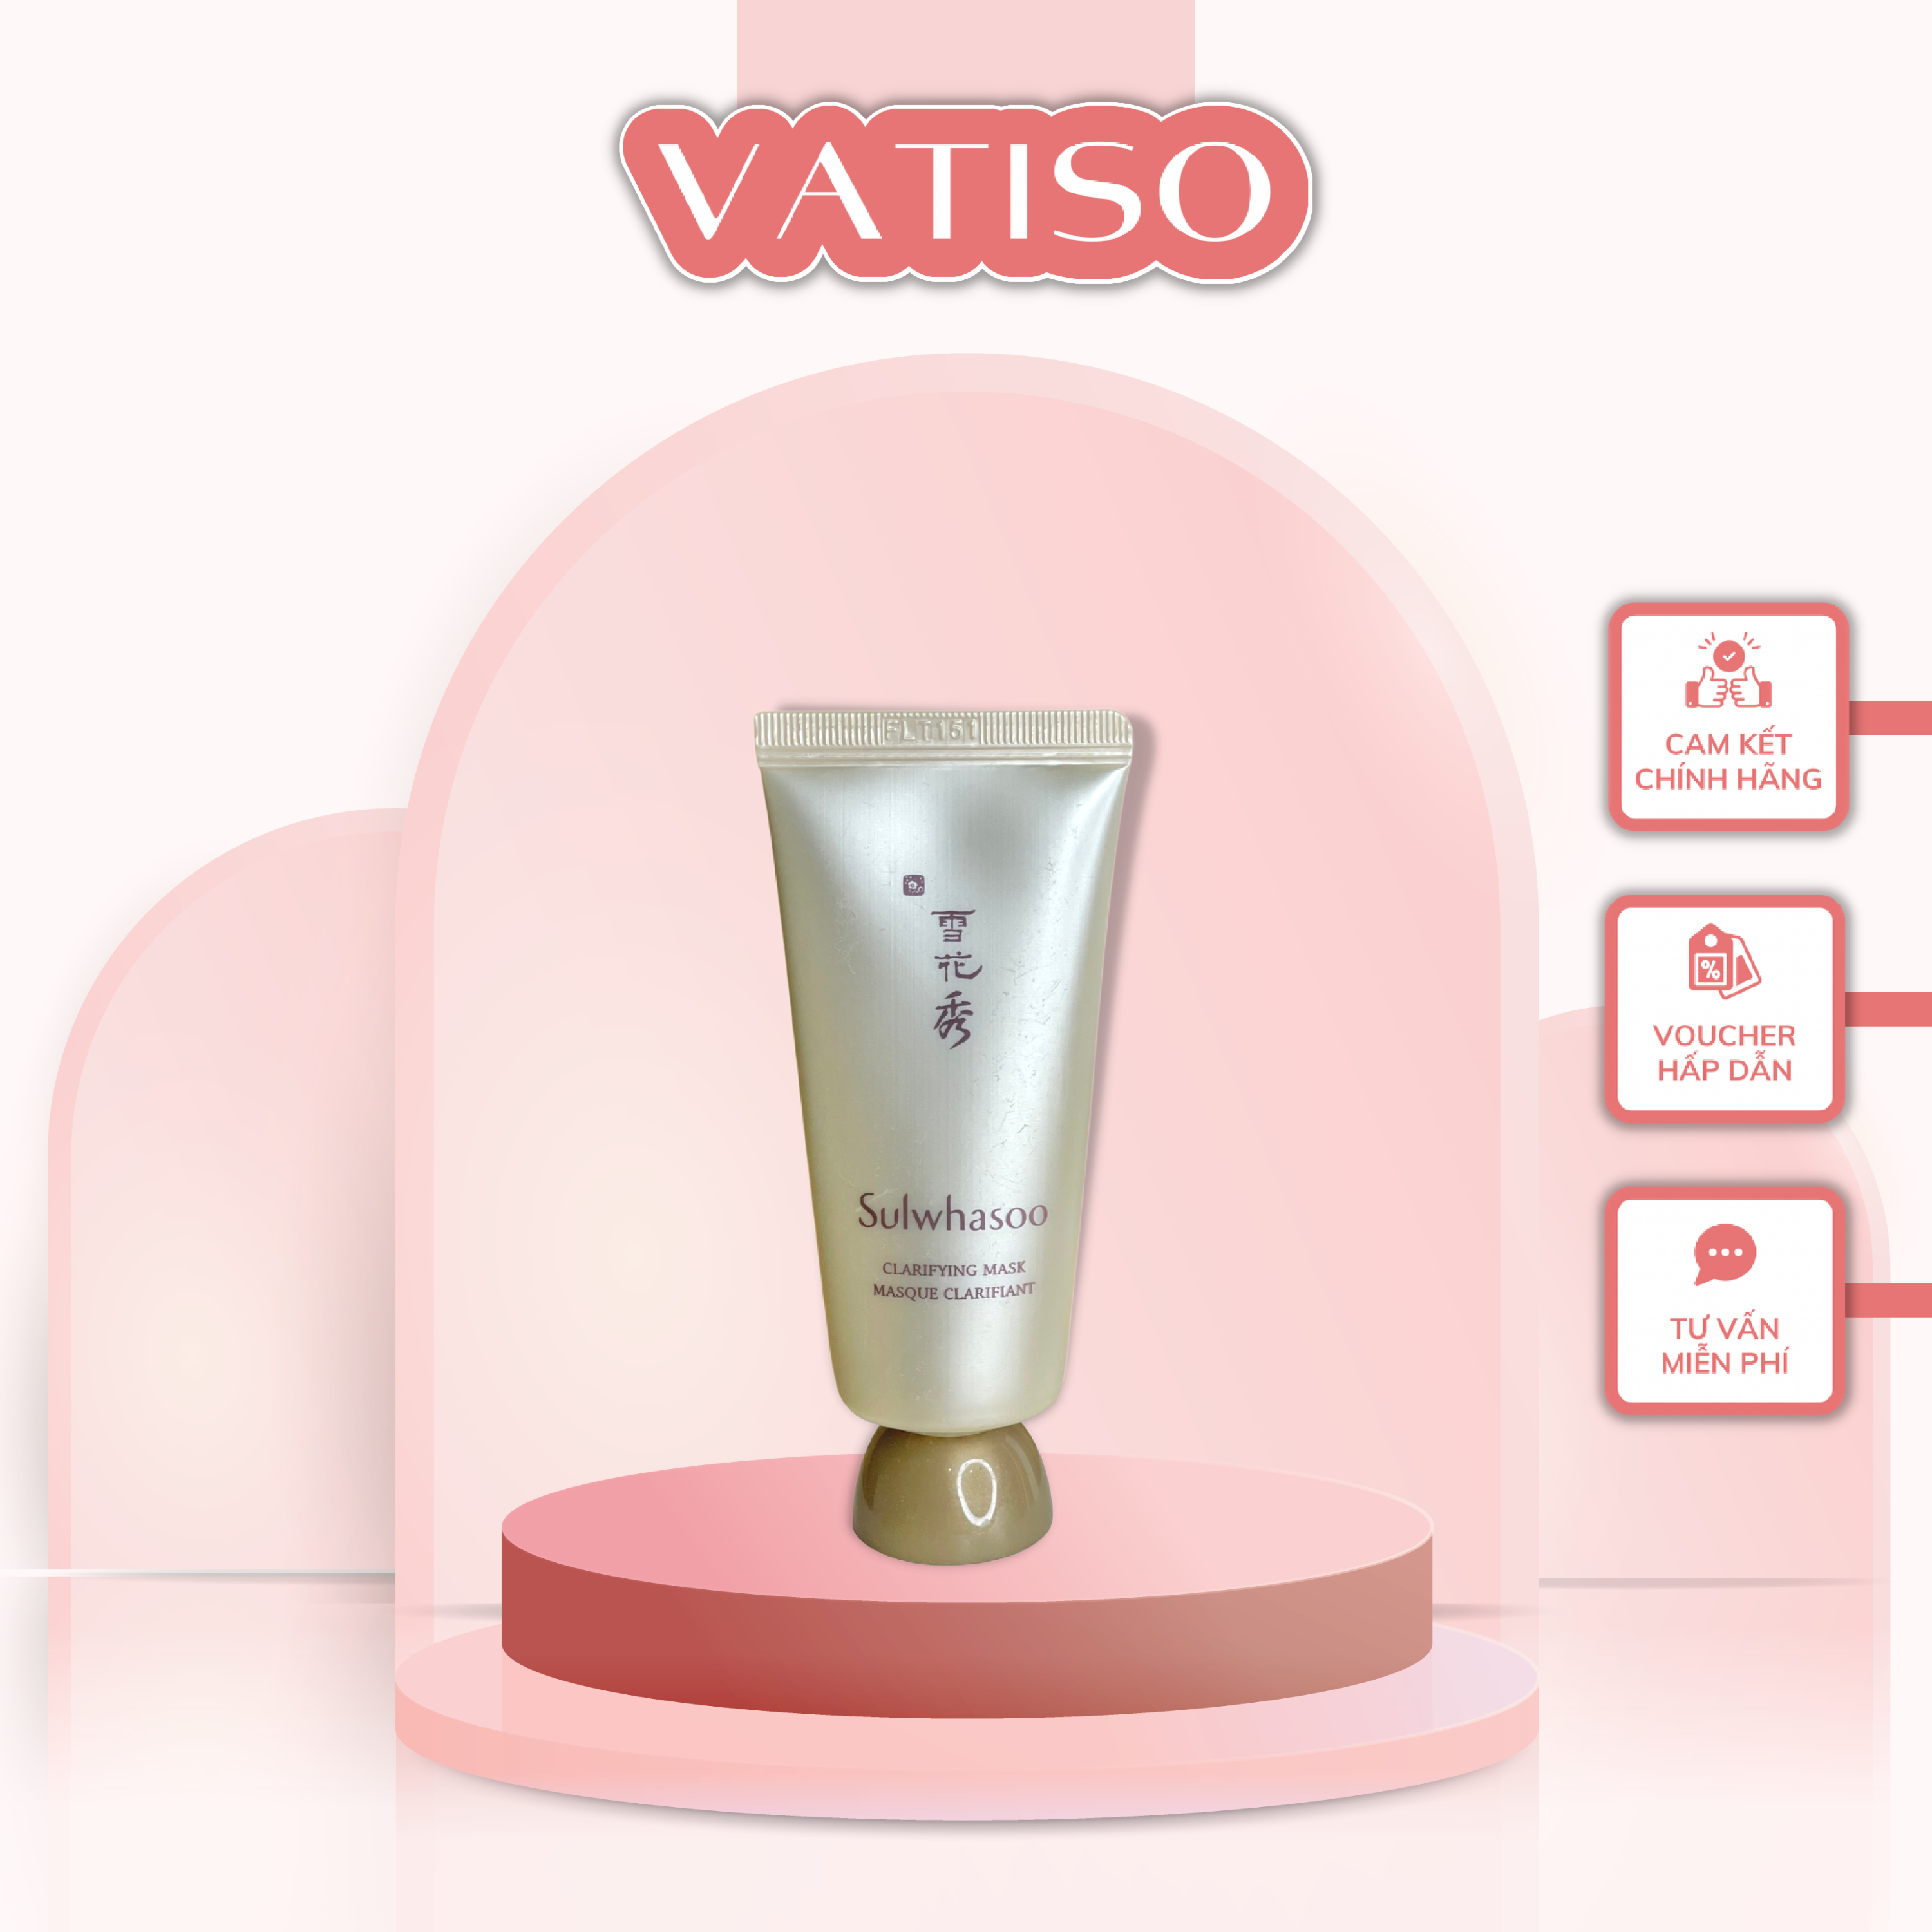 VATISO
雪
花
秀
Sulwhasoo
CLARIFYING MASK
MASQUE CLARIFIANT
CAM KẾT
CHÍNH HÃNG
%
VOUCHER
HẤP DẪN
TƯ VẤN
MIỄN PHÍ